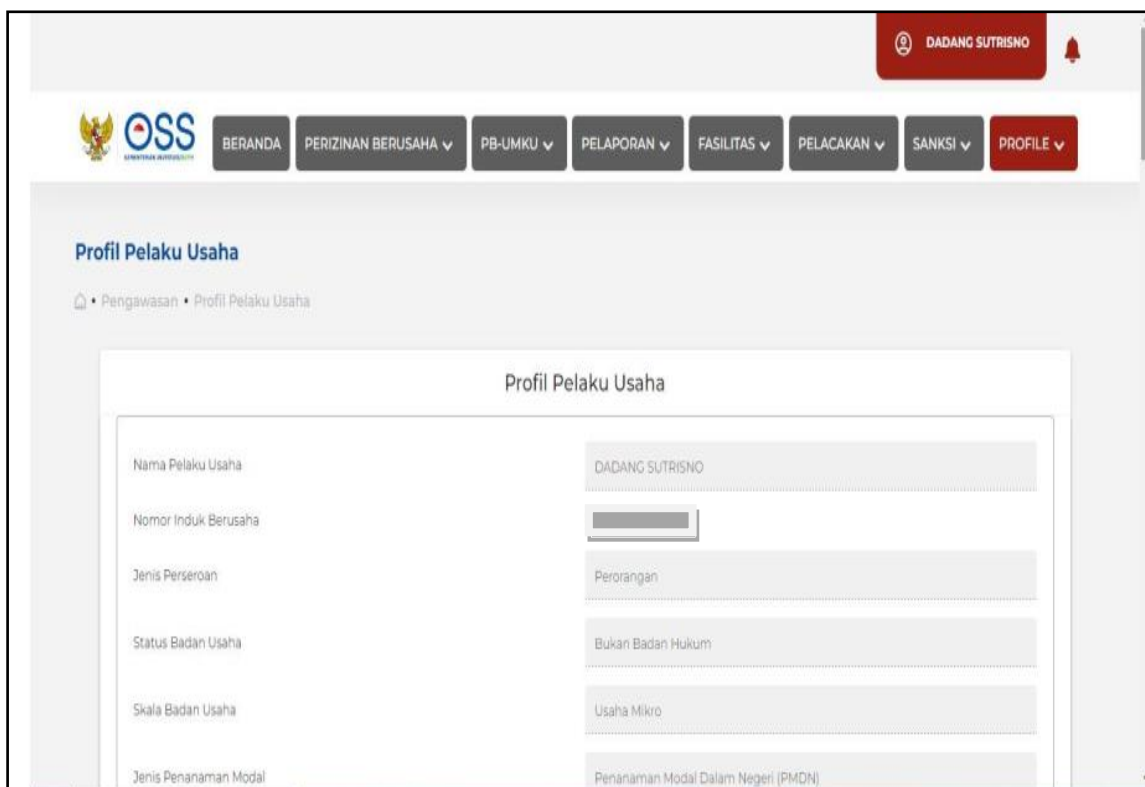 DADANG SUTRISNO
OSS
BERANDA PERIZINAN BERUSAHA PB-UMKU PELAPORAN FASILITAS PELACAKAN SANKSI PROFILE
Profil Pelaku Usaha
• Pengawasan • Profil Pelaku Usaha
Profil Pelaku Usaha
Nama Pelaku Usaha DADANG SUTRISNO
Nomor Induk Berusaha
Jenis Perseroan Perorangan
Status Badan Usaha Bukan Badan Hukum
Skala Badan Usaha Usaha Mikro
Jenis Penanaman Modal Penanaman Modal Dalam Negeri (PMDN)